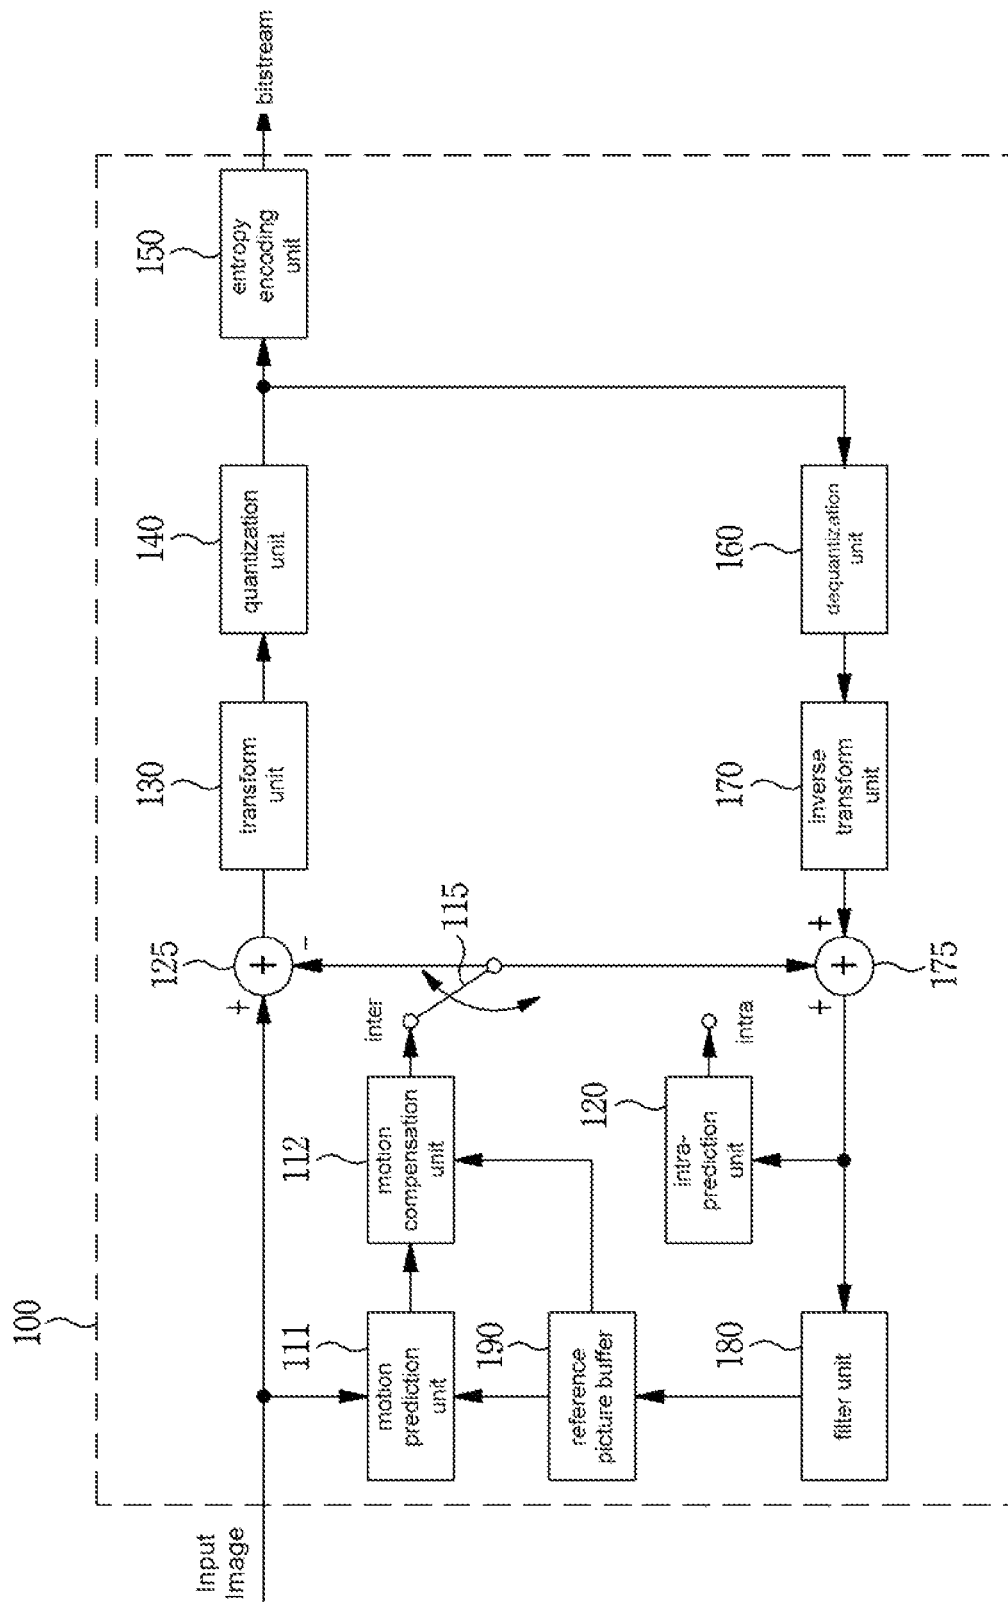 100
Input
Image
125
+
+
-
130
transform
unit
140
quantization
unit
150
entropy
encoding
unit
bitstream
111
motion
prediction
unit
112
motion
compensation
unit
inter
115
190
reference
picture buffer
120
intra-
prediction
unit
intra
180
filter unit
+
+
+
175
170
inverse
transform
unit
160
dequantization
unit